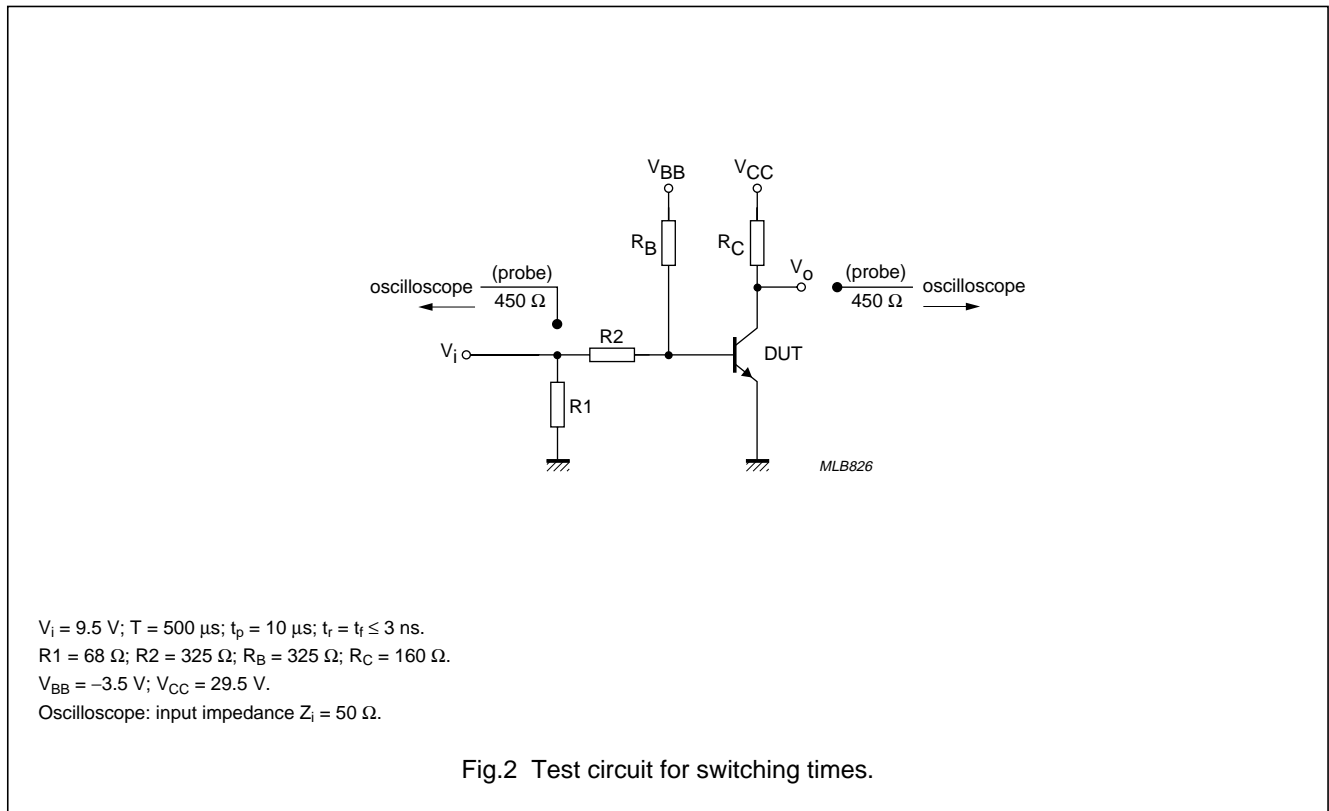 V_BB V_CC
R_B R_C
V_o
(probe) (probe)
oscilloscope 450 Ω 450 Ω oscilloscope
R2
V_i DUT
R1
MLB826
V_i = 9.5 V; T = 500 µs; t_p = 10 µs; t_r = t_f ≤ 3 ns.
R1 = 68 Ω; R2 = 325 Ω; R_B = 325 Ω; R_C = 160 Ω.
V_BB = −3.5 V; V_CC = 29.5 V.
Oscilloscope: input impedance Z_i = 50 Ω.
Fig.2 Test circuit for switching times.